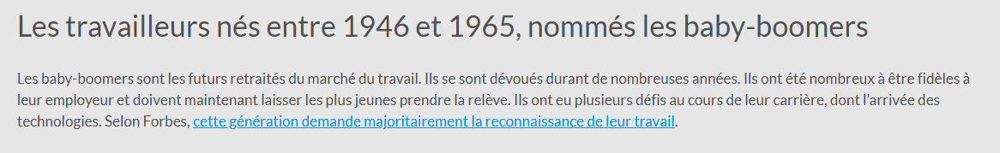 Les travailleurs nés entre 1946 et 1965, nommés les baby-boomers
Les baby-boomers sont les futurs retraités du marché du travail. Ils se sont dévoués durant de nombreuses années. Ils ont été nombreux à être fidèles à
leur employeur et doivent maintenant laisser les plus jeunes prendre la relève. Ils ont eu plusieurs défis au cours de leur carrière, dont l’arrivée des
technologies. Selon Forbes, cette génération demande majoritairement la reconnaissance de leur travail.